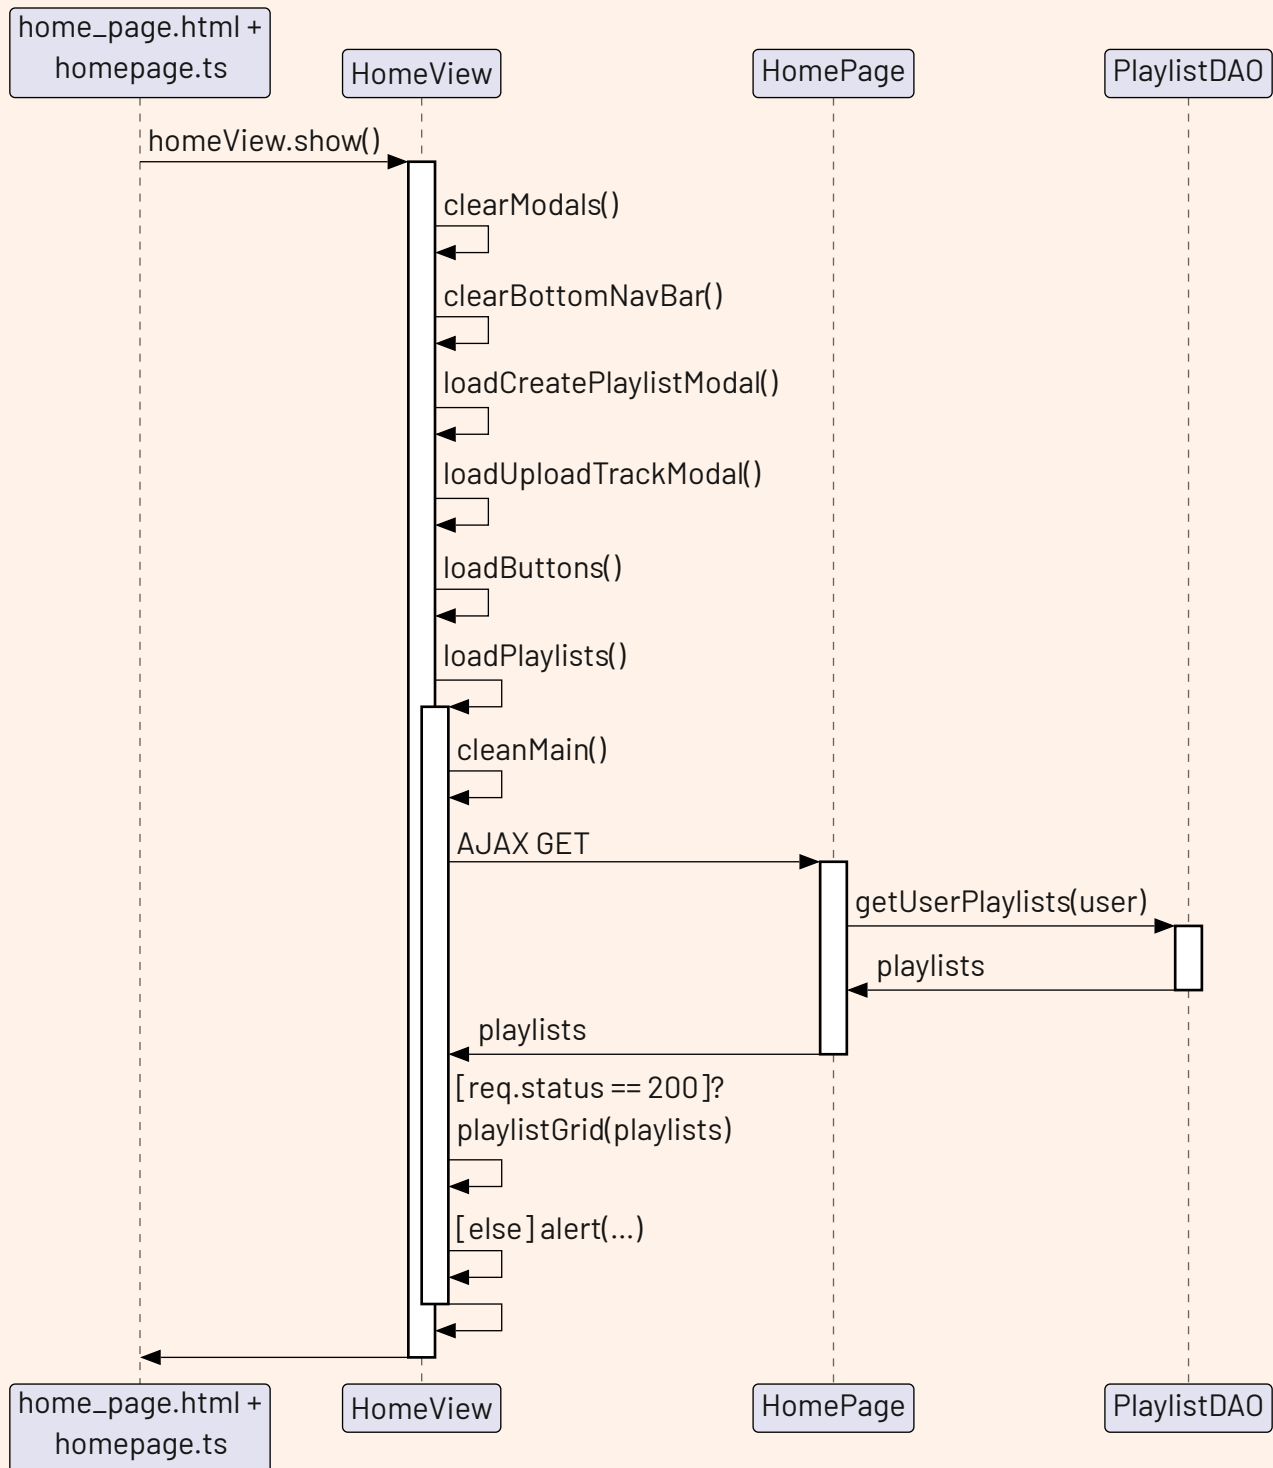 home_page.html +
homepage.ts
HomeView
HomePage
PlaylistDAO
homeView.show()
clearModals()
clearBottomNavBar()
loadCreatePlaylistModal()
loadUploadTrackModal()
loadButtons()
loadPlaylists()
cleanMain()
AJAX GET
getUserPlaylists(user)
playlists
playlists
[req.status == 200]?
playlistGrid(playlists)
[else] alert(...)
home_page.html +
homepage.ts
HomeView
HomePage
PlaylistDAO